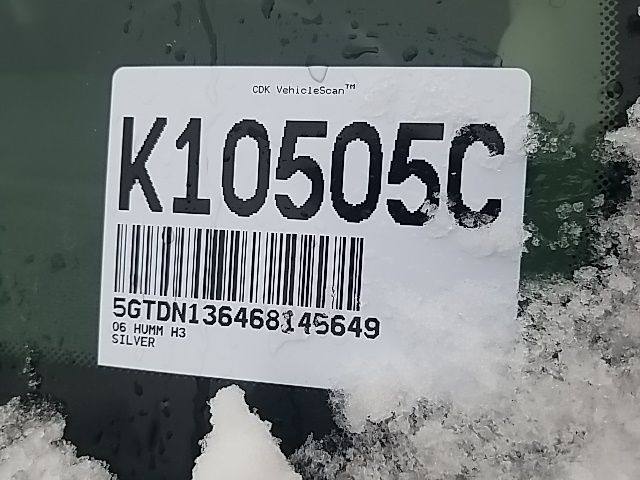 CDK VehicleScan™
K10505C
5GTDN136468145649
06 HUMM H3
SILVER